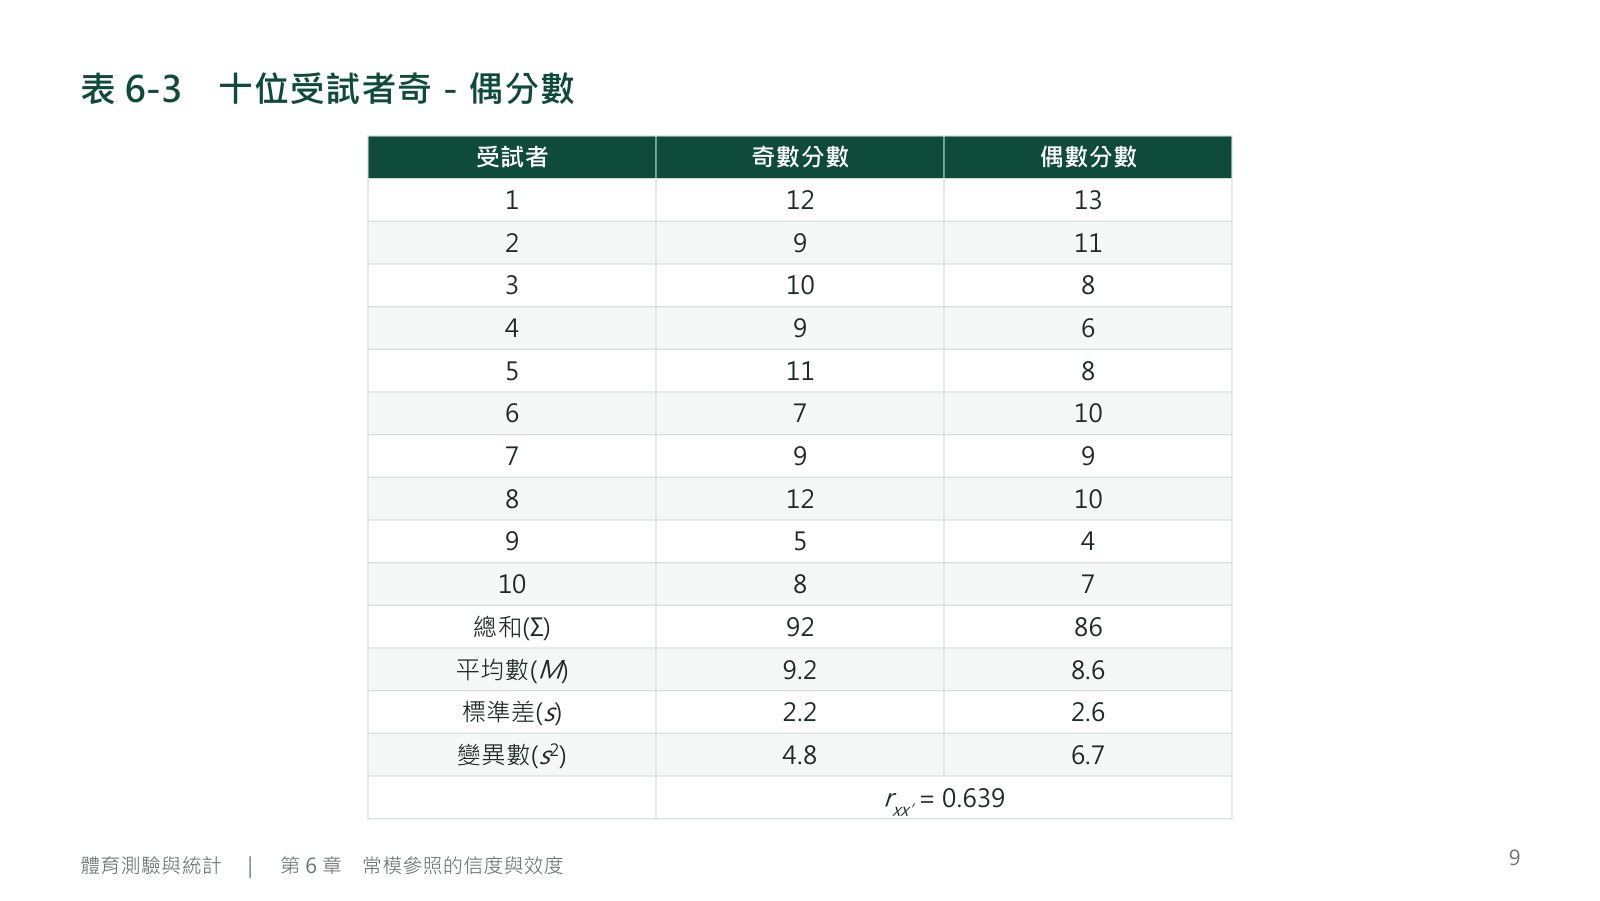 表 6-3　十位受試者奇 - 偶分數
受試者 奇數分數 偶數分數
1 12 13
2 9 11
3 10 8
4 9 6
5 11 8
6 7 10
7 9 9
8 12 10
9 5 4
10 8 7
總和(Σ) 92 86
平均數(M) 9.2 8.6
標準差(s) 2.2 2.6
變異數(s²) 4.8 6.7
rxx′ = 0.639
體育測驗與統計　|　第 6 章　常模參照的信度與效度
9